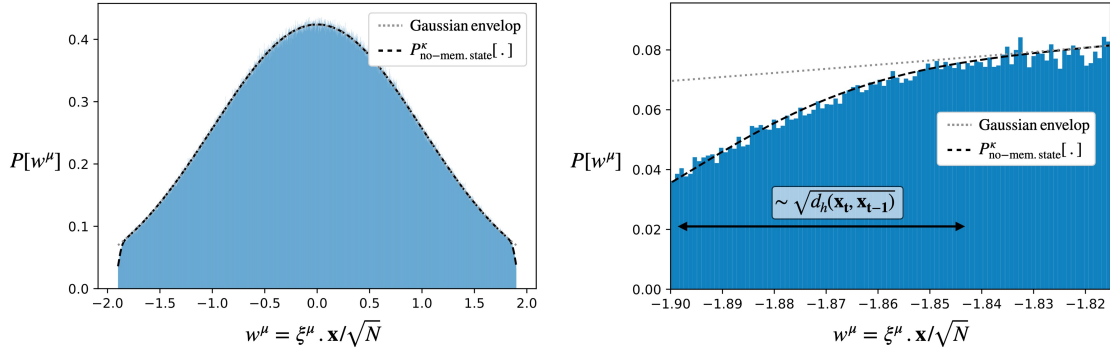 Gaussian envelop
P^κ_no−mem. state[ . ]
P[w^μ]
0.4
0.3
0.2
0.1
0.0
−2.0 −1.5 −1.0 −0.5 0.0 0.5 1.0 1.5 2.0
w^μ = ξ^μ . x/√N
Gaussian envelop
P^κ_no−mem. state[ . ]
P[w^μ]
0.08
0.06
0.04
0.02
0.00
∼ √d_h(x_t, x_t−1)
−1.90 −1.89 −1.88 −1.87 −1.86 −1.85 −1.84 −1.83 −1.82
w^μ = ξ^μ . x/√N